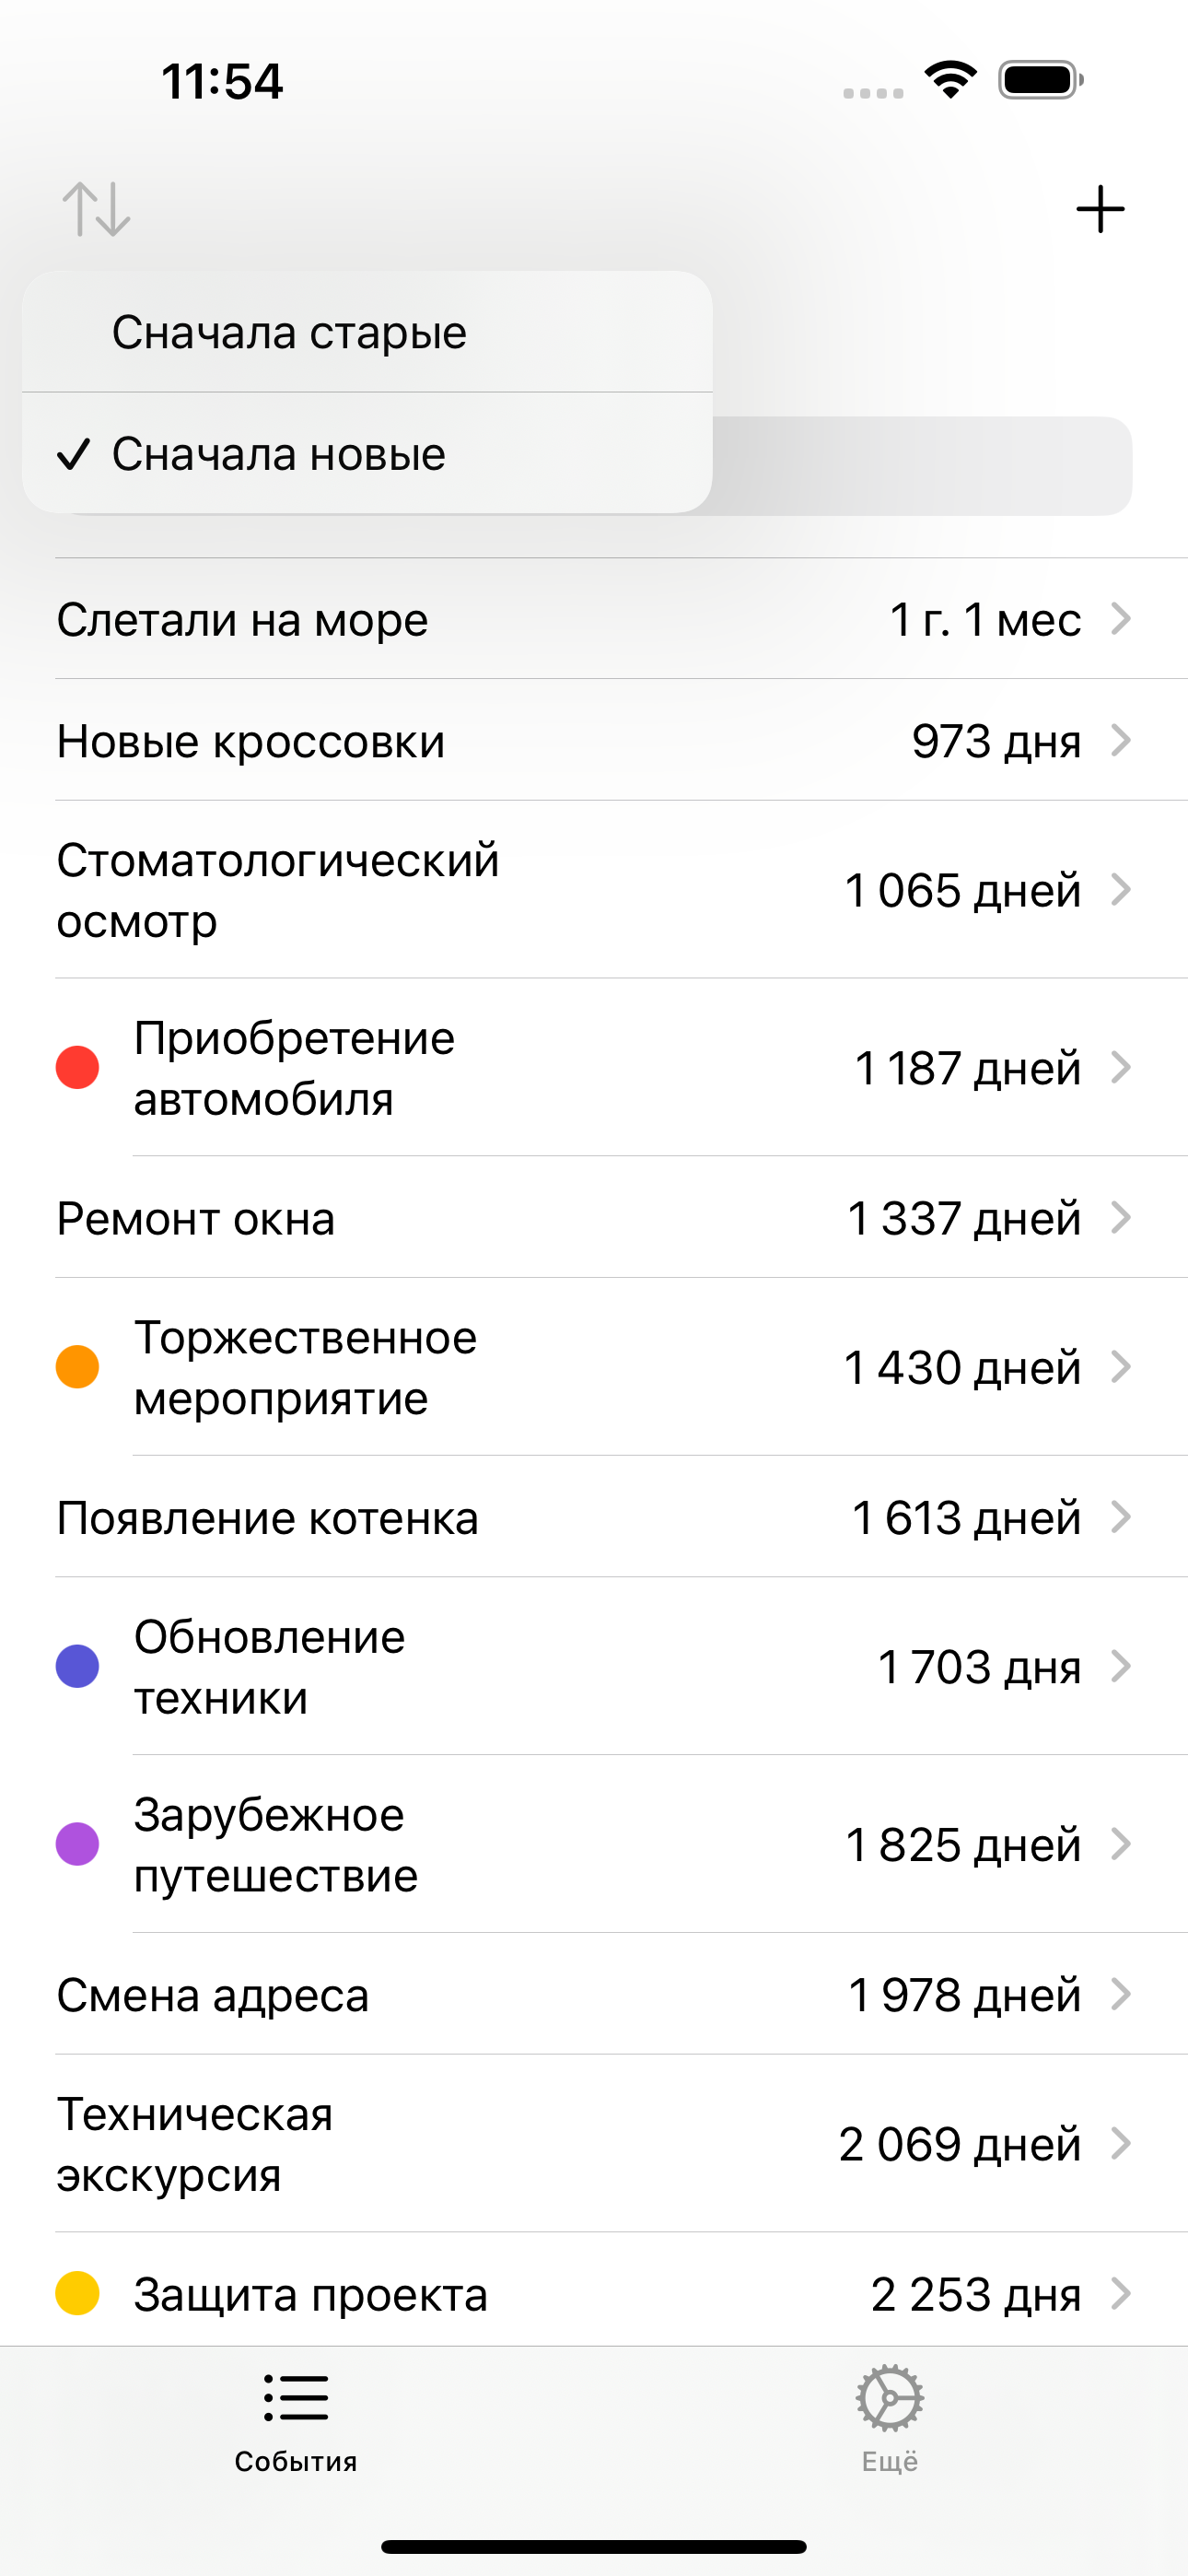 11:54
Сначала старые
Сначала новые
Слетали на море 1 г. 1 мес
Новые кроссовки 973 дня
Стоматологический
осмотр 1 065 дней
Приобретение
автомобиля 1 187 дней
Ремонт окна 1 337 дней
Торжественное
мероприятие 1 430 дней
Появление котенка 1 613 дней
Обновление
техники 1 703 дня
Зарубежное
путешествие 1 825 дней
Смена адреса 1 978 дней
Техническая
экскурсия 2 069 дней
Защита проекта 2 253 дня
События Ещё